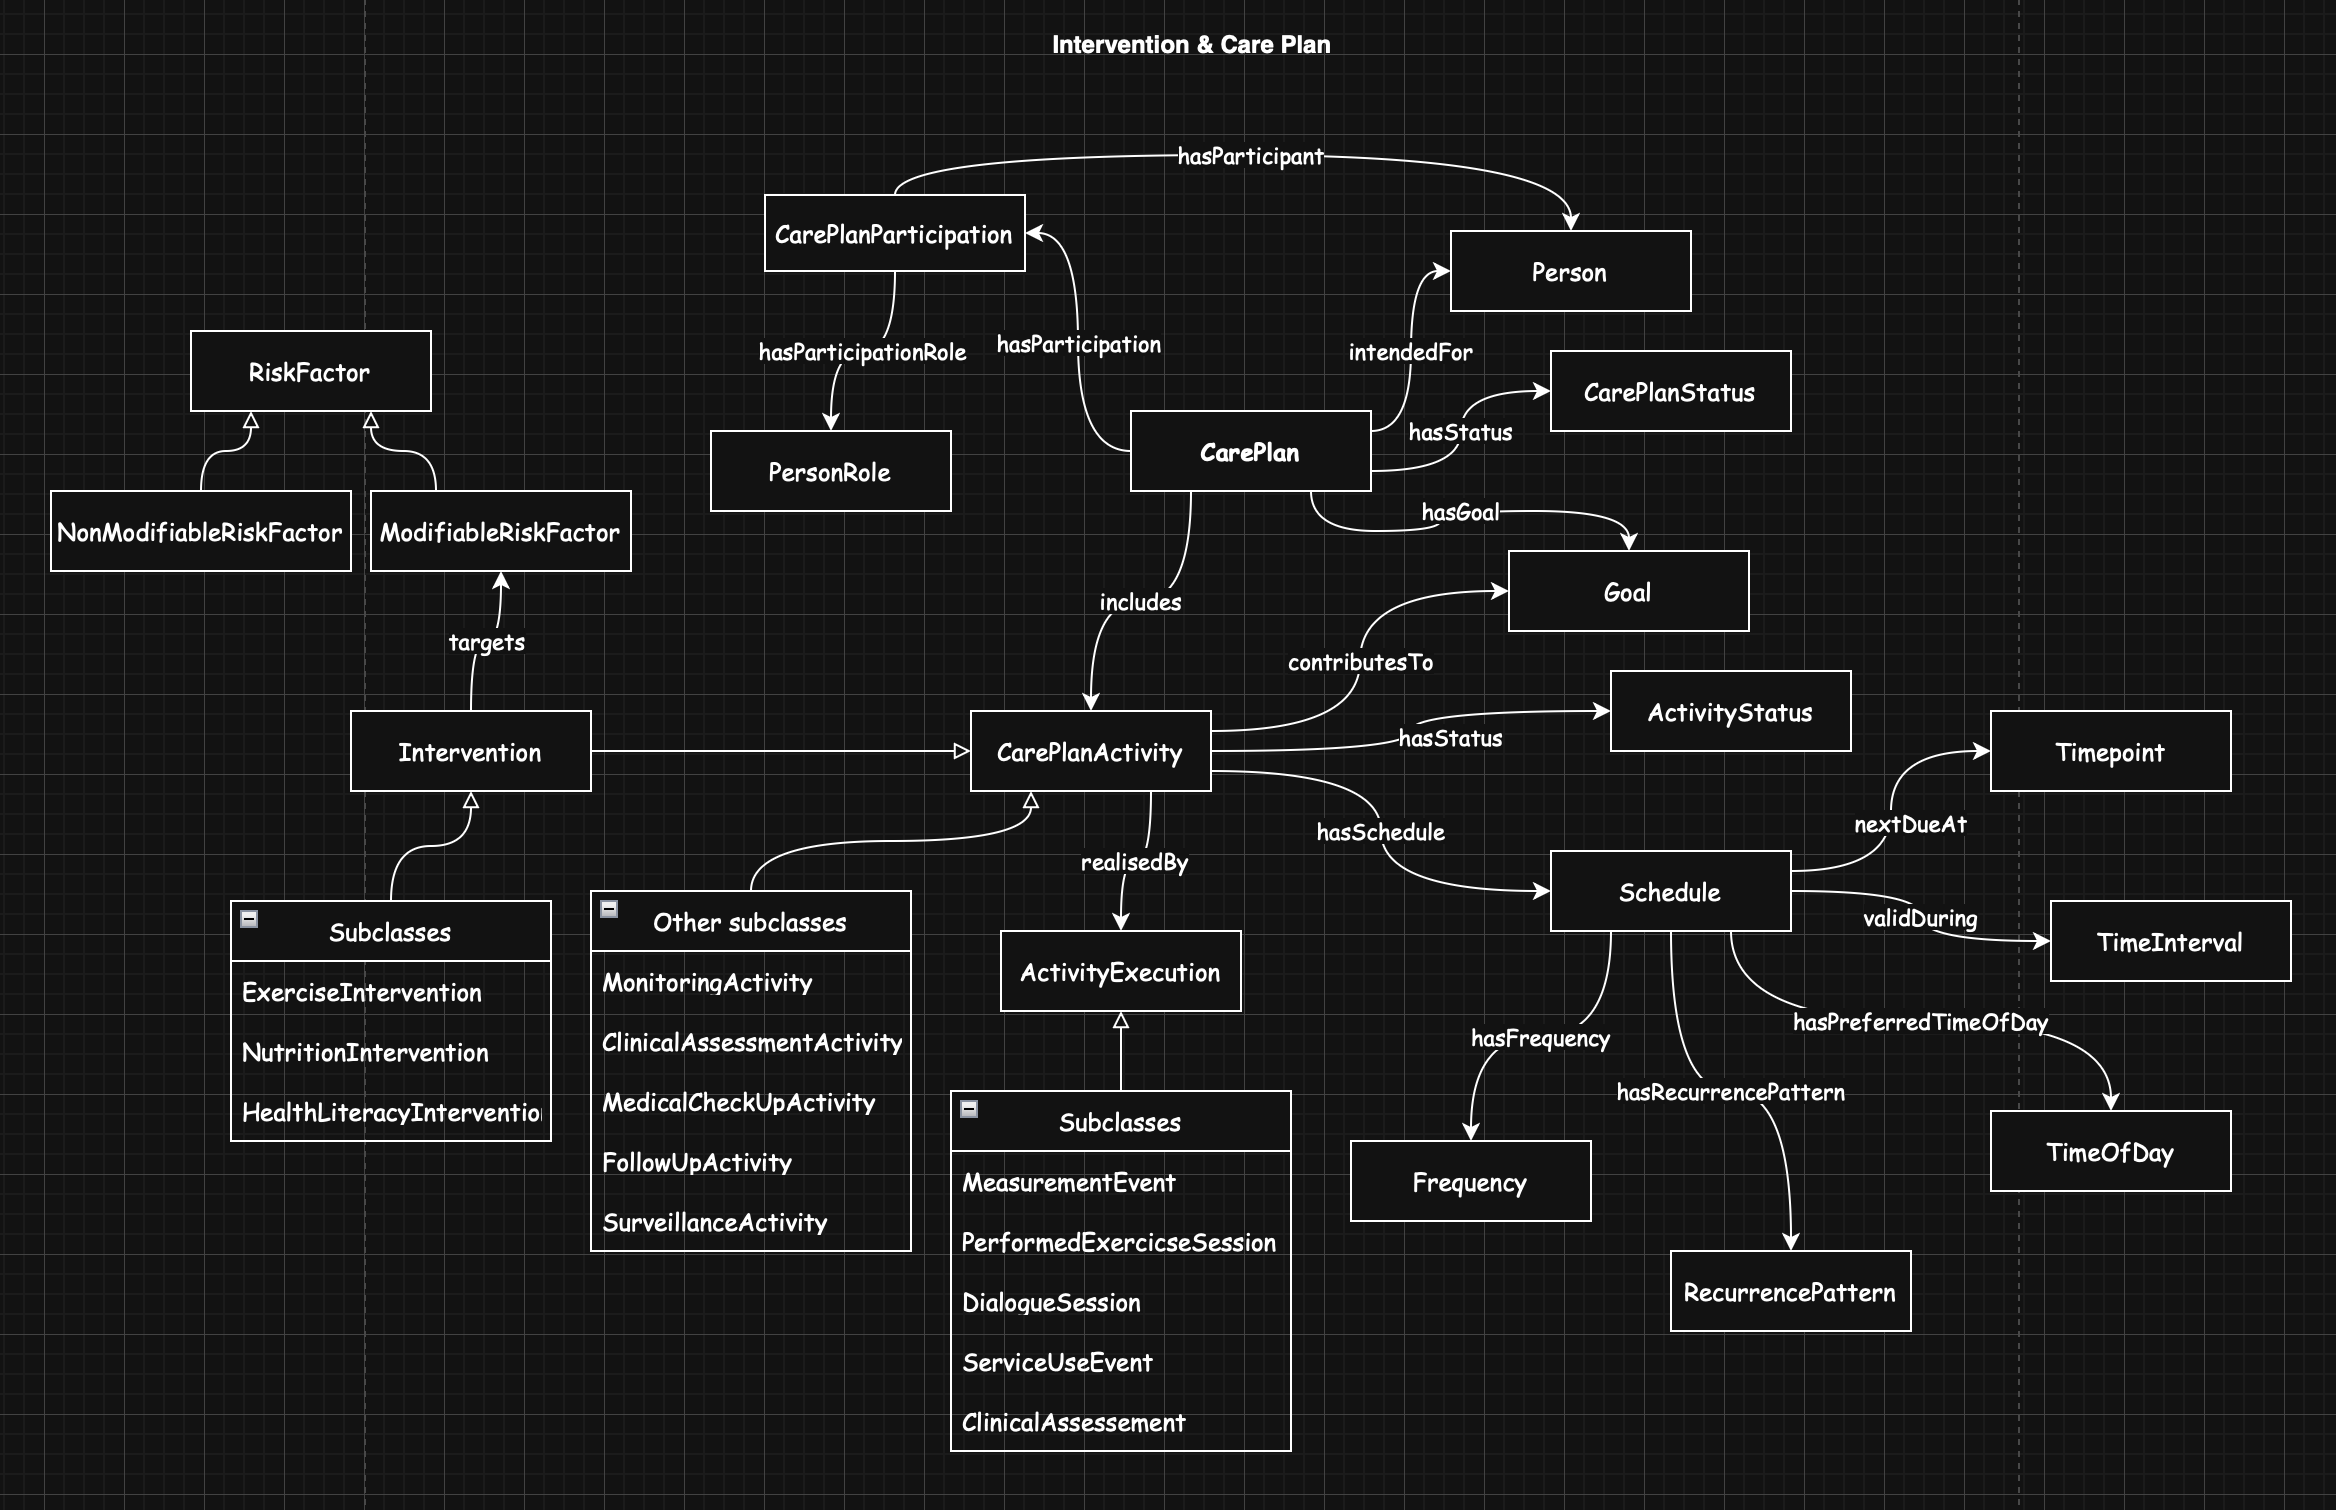 Intervention & Care Plan
hasParticipant
CarePlanParticipation
Person
hasParticipationRole
hasParticipation
intendedFor
RiskFactor
CarePlanStatus
hasStatus
CarePlan
PersonRole
hasGoal
NonModifiableRiskFactor
ModifiableRiskFactor
includes
Goal
targets
contributesTo
ActivityStatus
hasStatus
Intervention
CarePlanActivity
Timepoint
hasSchedule
nextDueAt
realisedBy
Schedule
validDuring
TimeInterval
Subclasses
ExerciseIntervention
NutritionIntervention
HealthLiteracyInterventio
Other subclasses
MonitoringActivity
ClinicalAssessmentActivity
MedicalCheckUpActivity
FollowUpActivity
SurveillanceActivity
ActivityExecution
hasFrequency
hasPreferredTimeOfDay
hasRecurrencePattern
Subclasses
MeasurementEvent
PerformedExercicseSession
DialogueSession
ServiceUseEvent
ClinicalAssessement
Frequency
TimeOfDay
RecurrencePattern